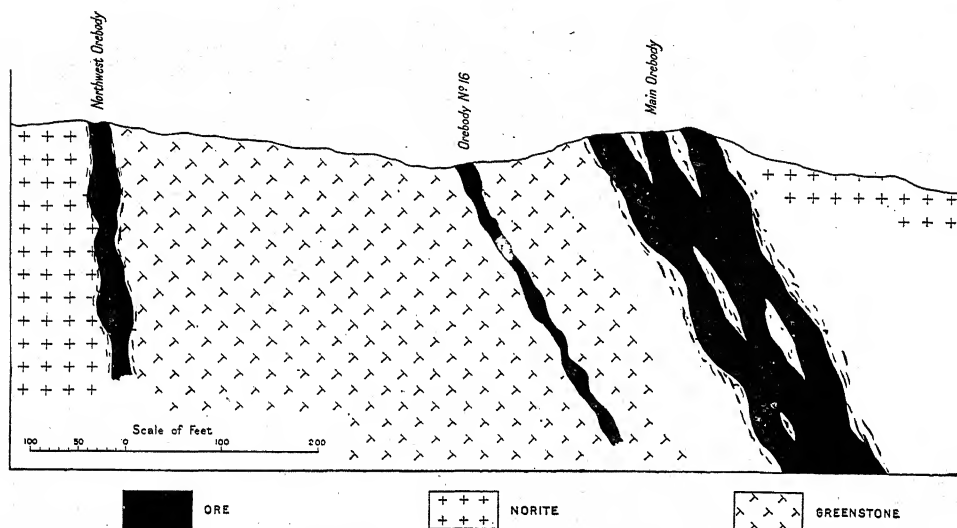 Northwest Orebody
Orebody Nº 16
Main Orebody
Scale of Feet
100 50 0 100 200
ORE
NORITE
GREENSTONE